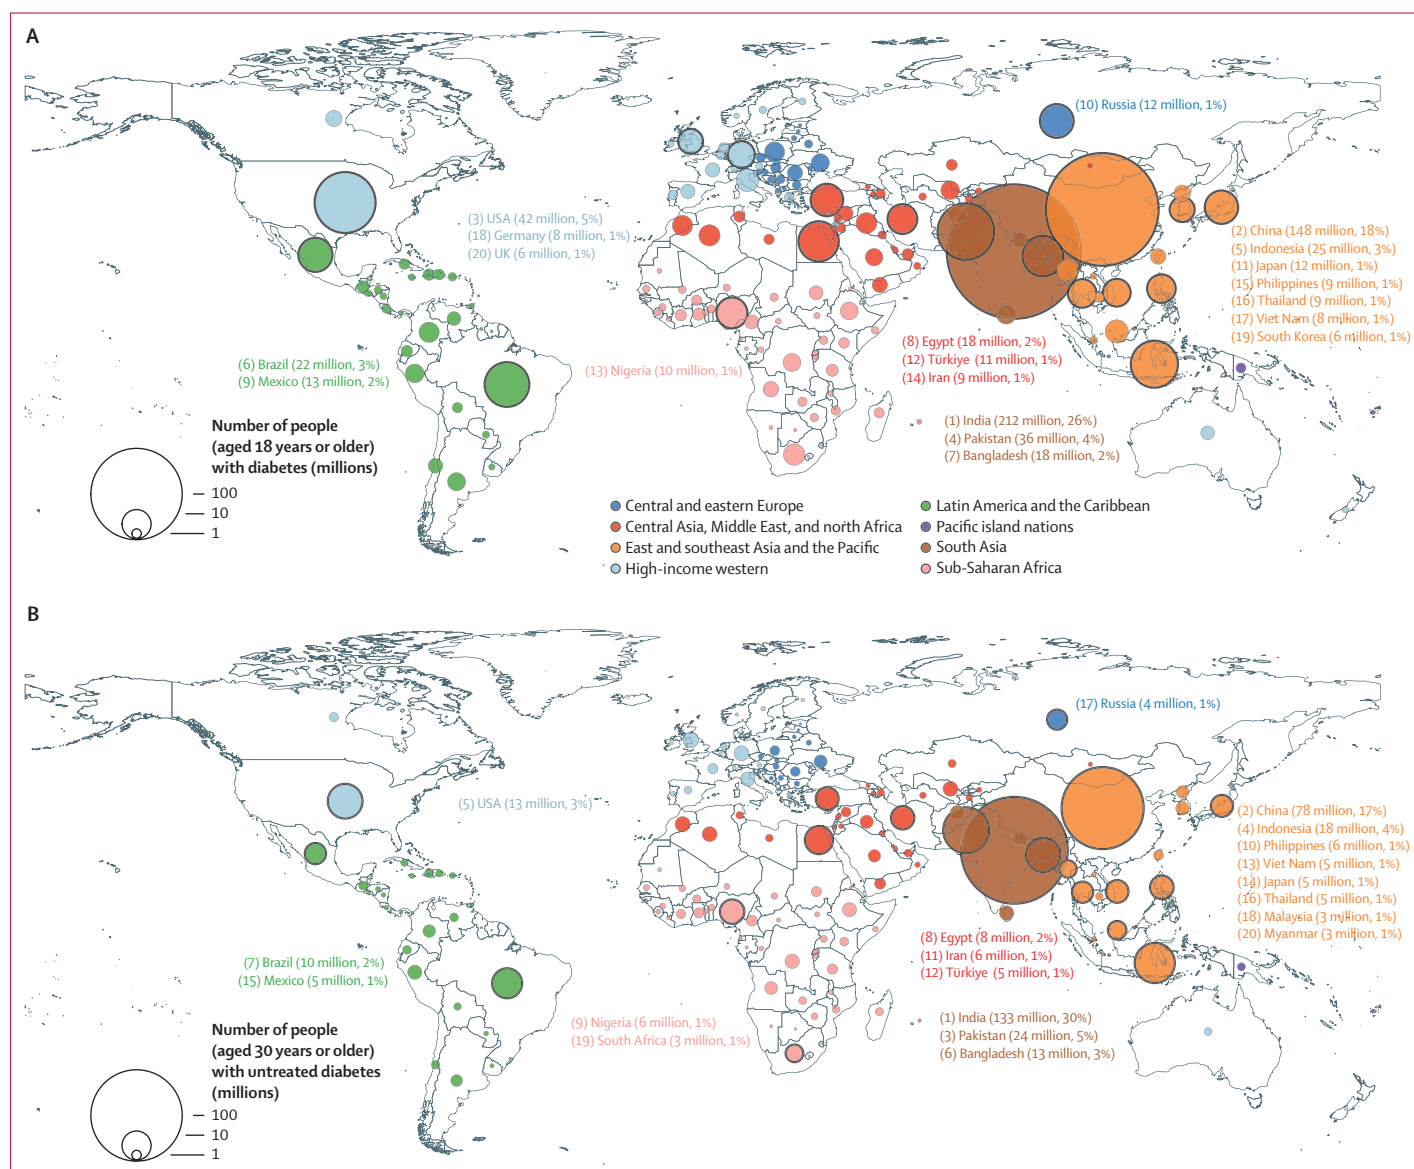 A
(10) Russia (12 million, 1%)
(3) USA (42 million, 5%)
(18) Germany (8 million, 1%)
(20) UK (6 million, 1%)
(2) China (148 million, 18%)
(5) Indonesia (25 million, 3%)
(11) Japan (12 million, 1%)
(15) Philippines (9 million, 1%)
(16) Thailand (9 million, 1%)
(17) Viet Nam (8 million, 1%)
(19) South Korea (6 million, 1%)
(8) Egypt (18 million, 2%)
(12) Türkiye (11 million, 1%)
(14) Iran (9 million, 1%)
(6) Brazil (22 million, 3%)
(9) Mexico (13 million, 2%)
(13) Nigeria (10 million, 1%)
(1) India (212 million, 26%)
(4) Pakistan (36 million, 4%)
(7) Bangladesh (18 million, 2%)
Number of people
(aged 18 years or older)
with diabetes (millions)
100
10
1
Central and eastern Europe
Central Asia, Middle East, and north Africa
East and southeast Asia and the Pacific
High-income western
Latin America and the Caribbean
Pacific island nations
South Asia
Sub-Saharan Africa
B
(17) Russia (4 million, 1%)
(5) USA (13 million, 3%)
(2) China (78 million, 17%)
(4) Indonesia (18 million, 4%)
(10) Philippines (6 million, 1%)
(13) Viet Nam (5 million, 1%)
(14) Japan (5 million, 1%)
(16) Thailand (5 million, 1%)
(18) Malaysia (3 million, 1%)
(20) Myanmar (3 million, 1%)
(8) Egypt (8 million, 2%)
(11) Iran (6 million, 1%)
(12) Türkiye (5 million, 1%)
(7) Brazil (10 million, 2%)
(15) Mexico (5 million, 1%)
(9) Nigeria (6 million, 1%)
(19) South Africa (3 million, 1%)
(1) India (133 million, 30%)
(3) Pakistan (24 million, 5%)
(6) Bangladesh (13 million, 3%)
Number of people
(aged 30 years or older)
with untreated diabetes
(millions)
100
10
1